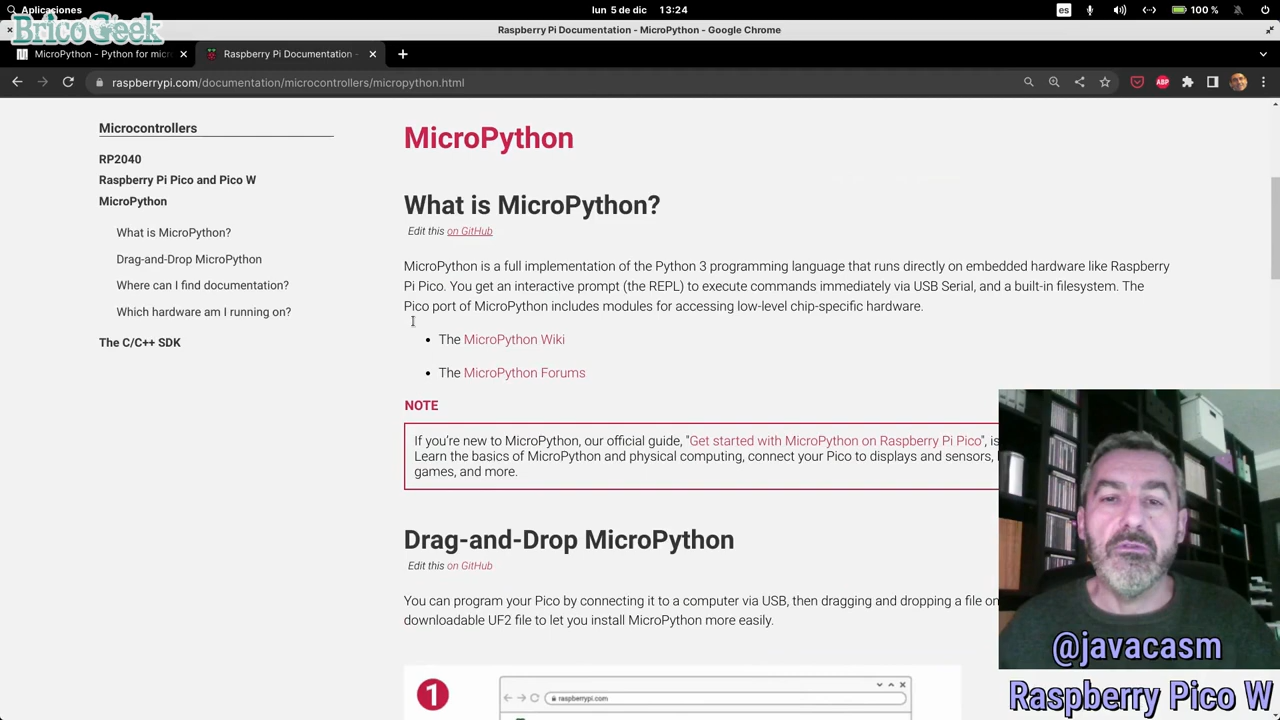 Aplicaciones
lun 5 de dic 13:24
es
100 %
BricoGeek
Raspberry Pi Documentation - MicroPython - Google Chrome
MicroPython - Python for micr
Raspberry Pi Documentation -
raspberrypi.com/documentation/microcontrollers/micropython.html
ABP
Microcontrollers
RP2040
Raspberry Pi Pico and Pico W
MicroPython
What is MicroPython?
Drag-and-Drop MicroPython
Where can I find documentation?
Which hardware am I running on?
The C/C++ SDK
MicroPython
What is MicroPython?
Edit this on GitHub
MicroPython is a full implementation of the Python 3 programming language that runs directly on embedded hardware like Raspberry
Pi Pico. You get an interactive prompt (the REPL) to execute commands immediately via USB Serial, and a built-in filesystem. The
Pico port of MicroPython includes modules for accessing low-level chip-specific hardware.
• The MicroPython Wiki
• The MicroPython Forums
NOTE
If you're new to MicroPython, our official guide, "Get started with MicroPython on Raspberry Pi Pico", is
Learn the basics of MicroPython and physical computing, connect your Pico to displays and sensors,
games, and more.
Drag-and-Drop MicroPython
Edit this on GitHub
You can program your Pico by connecting it to a computer via USB, then dragging and dropping a file on
downloadable UF2 file to let you install MicroPython more easily.
1
raspberrypi.com
@javacasm
Raspberry Pico W